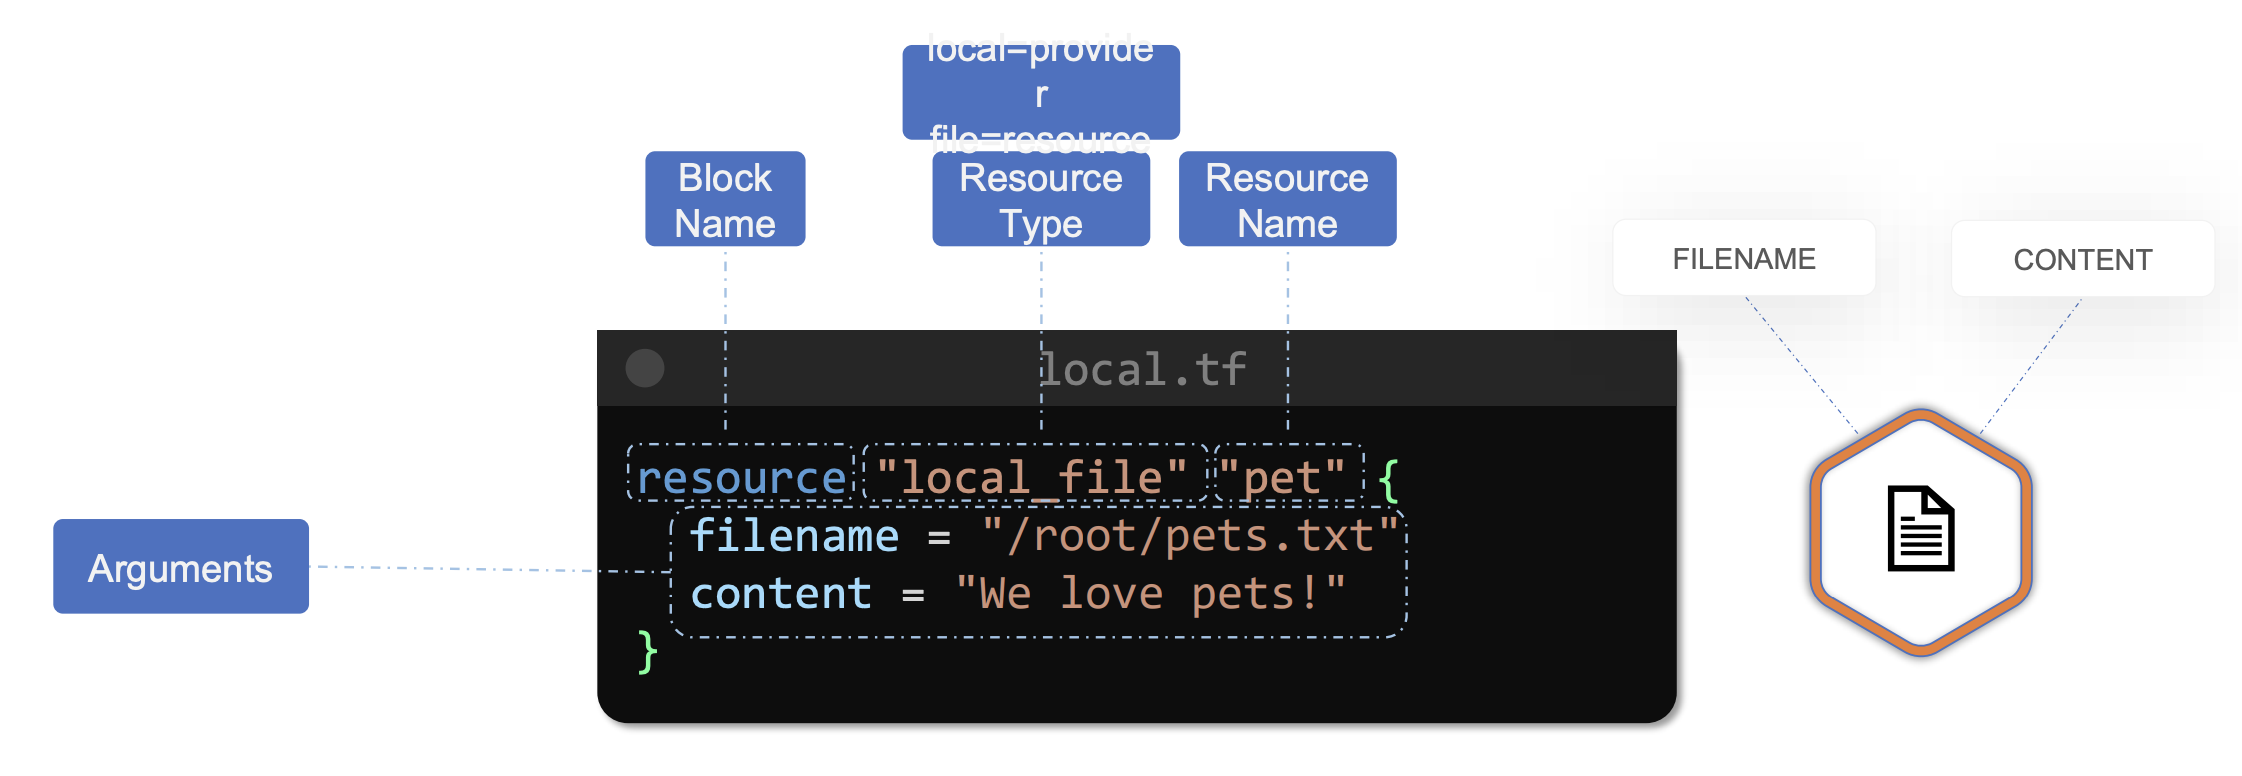 local=provide
r
file=resource
Block
Name
Resource
Type
Resource
Name
FILENAME
CONTENT
local.tf
resource "local_file" "pet" {
filename = "/root/pets.txt"
content = "We love pets!"
}
Arguments